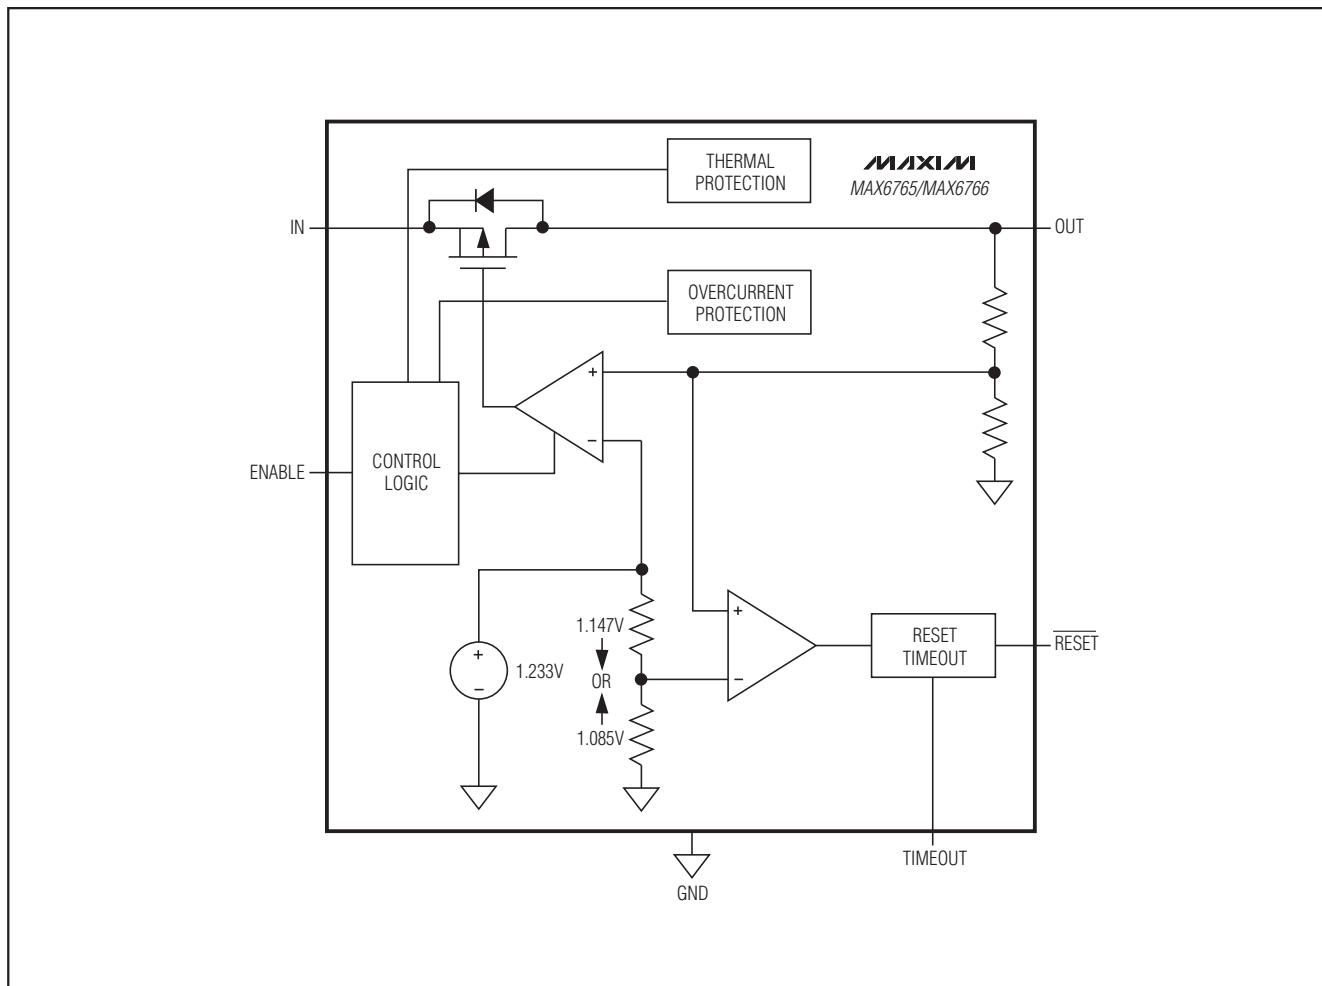 THERMAL
PROTECTION
MAXIM
MAX6765/MAX6766
IN
OUT
OVERCURRENT
PROTECTION
+
−
ENABLE
CONTROL
LOGIC
1.147V
OR
1.085V
+
−
1.233V
+
−
RESET
TIMEOUT
RESET
TIMEOUT
GND